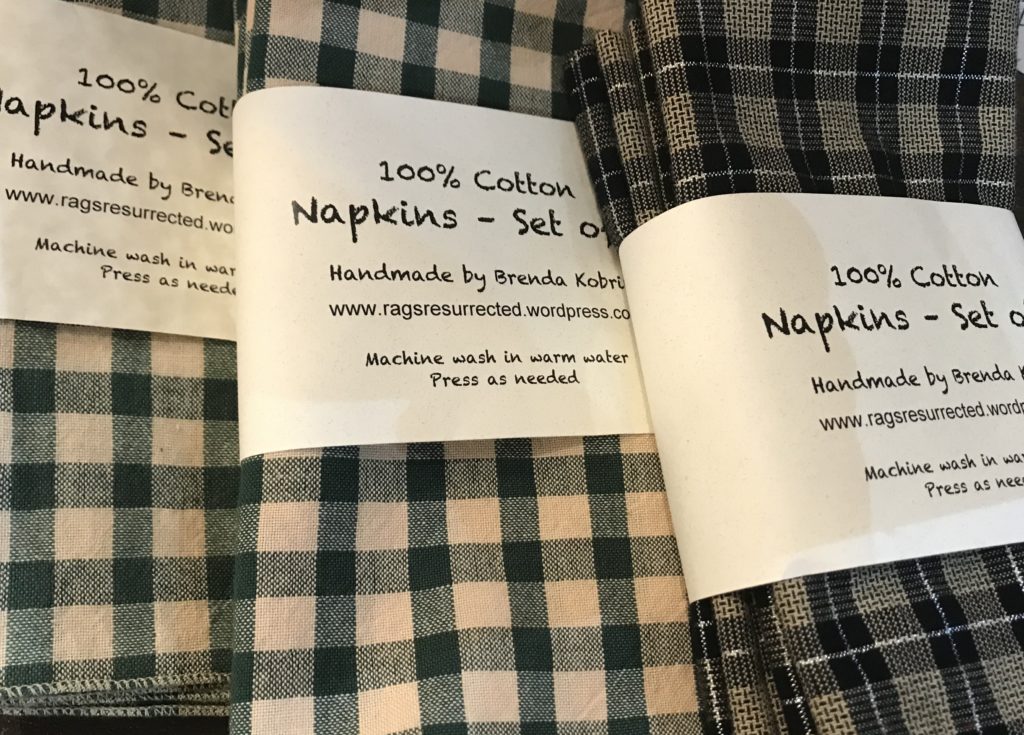 100% Cott
Napkins - Se
Handmade by Bren
www.ragsresurrected.wo
Machine wash in war
Press as neede
100% Cotton
Napkins - Set o
Handmade by Brenda Kobri
www.ragsresurrected.wordpress.co
Machine wash in warm water
Press as needed
100% Cotton
Napkins - Set o
Handmade by Brenda K
www.ragsresurrected.wordp
Machine wash in wa
Press as nee